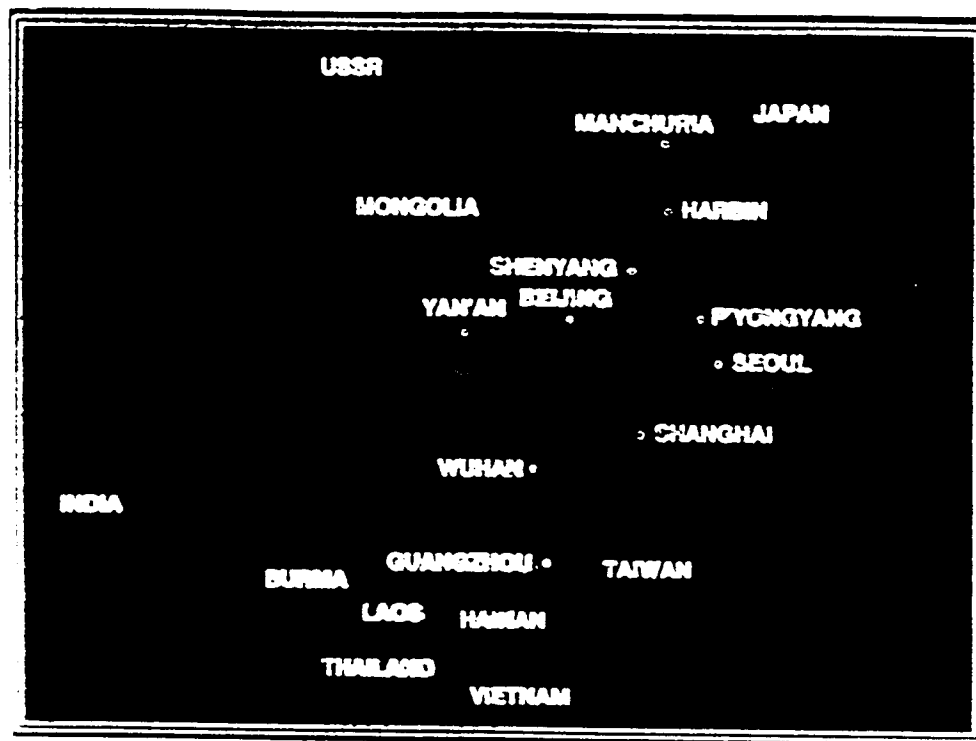 USSR
JAPAN
MANCHURIA
MONGOLIA
HARBIN
SHENYANG
BEIJING
YAN'AN
P'YONGYANG
SEOUL
SHANGHAI
WUHAN
INDIA
GUANGZHOU
TAIWAN
BURMA
LAOS
HAINAN
THAILAND
VIETNAM